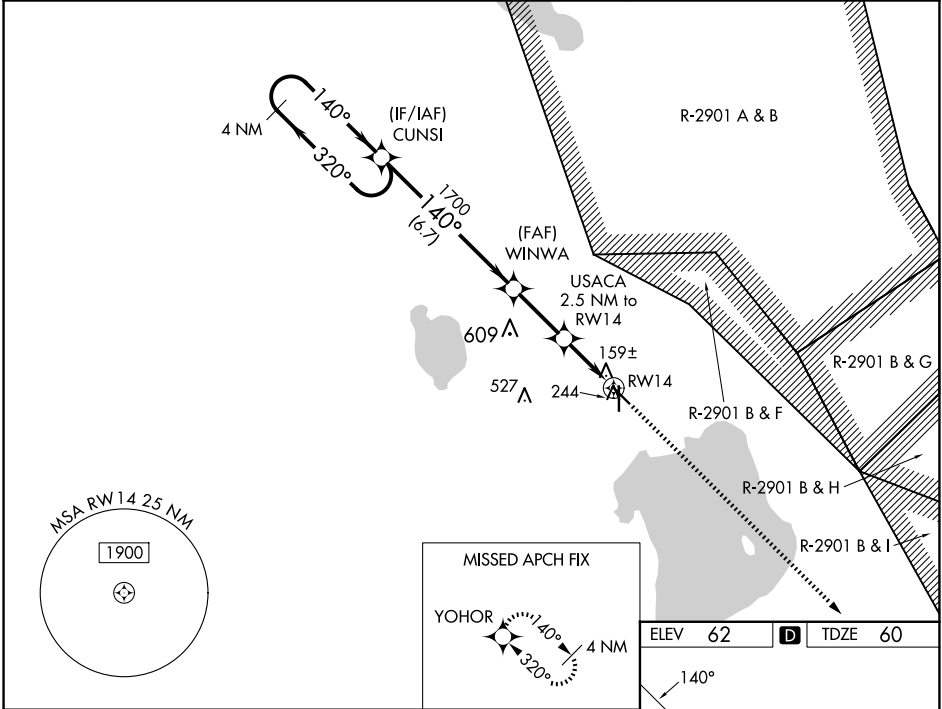 R-2901 A & B
(IF/IAF)
CUNSI
140°
4 NM
320°
1700
140°
(6.7)
(FAF)
WINWA
USACA
2.5 NM to
RW14
609
159±
R-2901 B & G
RW14
527
244
R-2901 B & F
R-2901 B & H
MSA RW14 25 NM
R-2901 B & I
1900
MISSED APCH FIX
YOHOR
140°
4 NM
320°
ELEV 62 D TDZE 60
140°